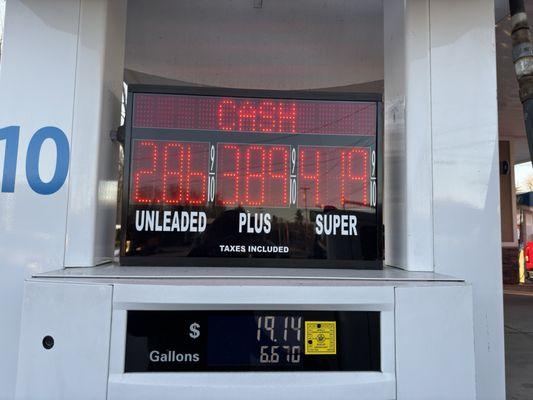 10
CASH
2.86 9/10 3.89 9/10 4.19 9/10
UNLEADED PLUS SUPER
TAXES INCLUDED
$ 19.14
Gallons 6.670